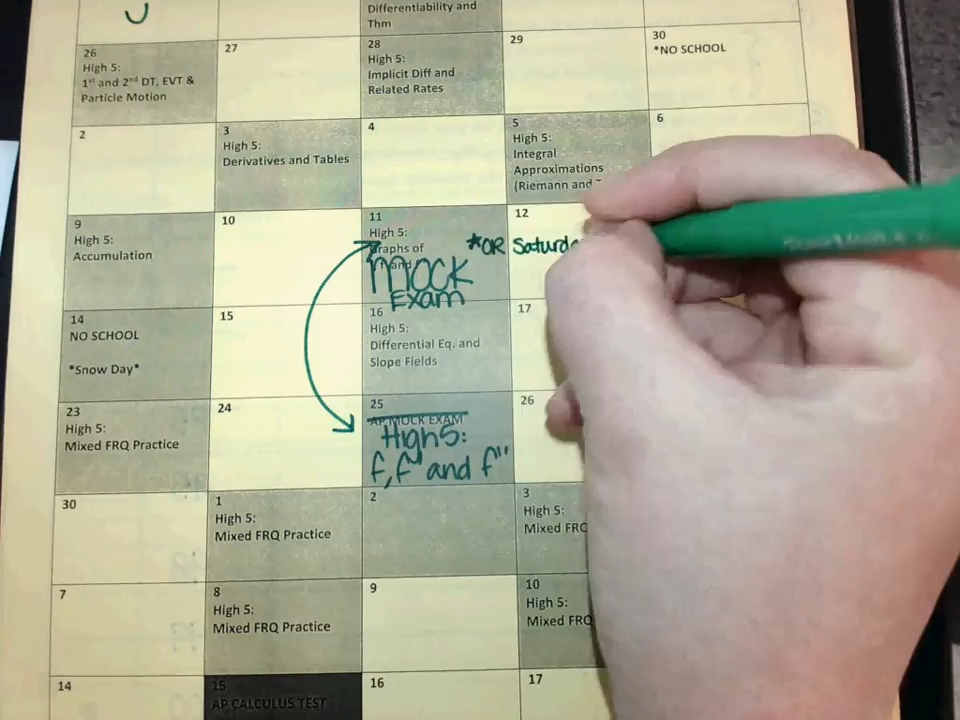 Differentiability and
Thm
26
High 5:
1st and 2nd DT, EVT &
Particle Motion
27
28
High 5:
Implicit Diff and
Related Rates
29
30
*NO SCHOOL
2
3
High 5:
Derivatives and Tables
4
5
High 5:
Integral
Approximations
(Riemann and
6
9
High 5:
Accumulation
10
11
High 5:
Graphs of
and
MOCK
Exam
12
*OR Saturda
14
NO SCHOOL
*Snow Day*
15
16
High 5:
Differential Eq. and
Slope Fields
17
23
High 5:
Mixed FRQ Practice
24
25
AP MOCK EXAM
High 5:
f, f' and f"
26
30
1
High 5:
Mixed FRQ Practice
2
3
High 5:
Mixed FRQ
7
8
High 5:
Mixed FRQ Practice
9
10
High 5:
Mixed FRQ
14
15
AP CALCULUS TEST
16
17